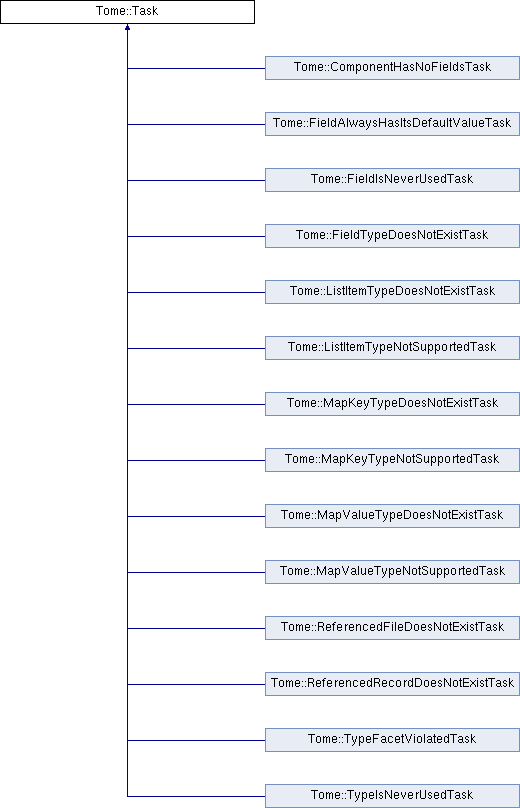 Tome::Task
Tome::ComponentHasNoFieldsTask
Tome::FieldAlwaysHasItsDefaultValueTask
Tome::FieldIsNeverUsedTask
Tome::FieldTypeDoesNotExistTask
Tome::ListItemTypeDoesNotExistTask
Tome::ListItemTypeNotSupportedTask
Tome::MapKeyTypeDoesNotExistTask
Tome::MapKeyTypeNotSupportedTask
Tome::MapValueTypeDoesNotExistTask
Tome::MapValueTypeNotSupportedTask
Tome::ReferencedFileDoesNotExistTask
Tome::ReferencedRecordDoesNotExistTask
Tome::TypeFacetViolatedTask
Tome::TypeIsNeverUsedTask